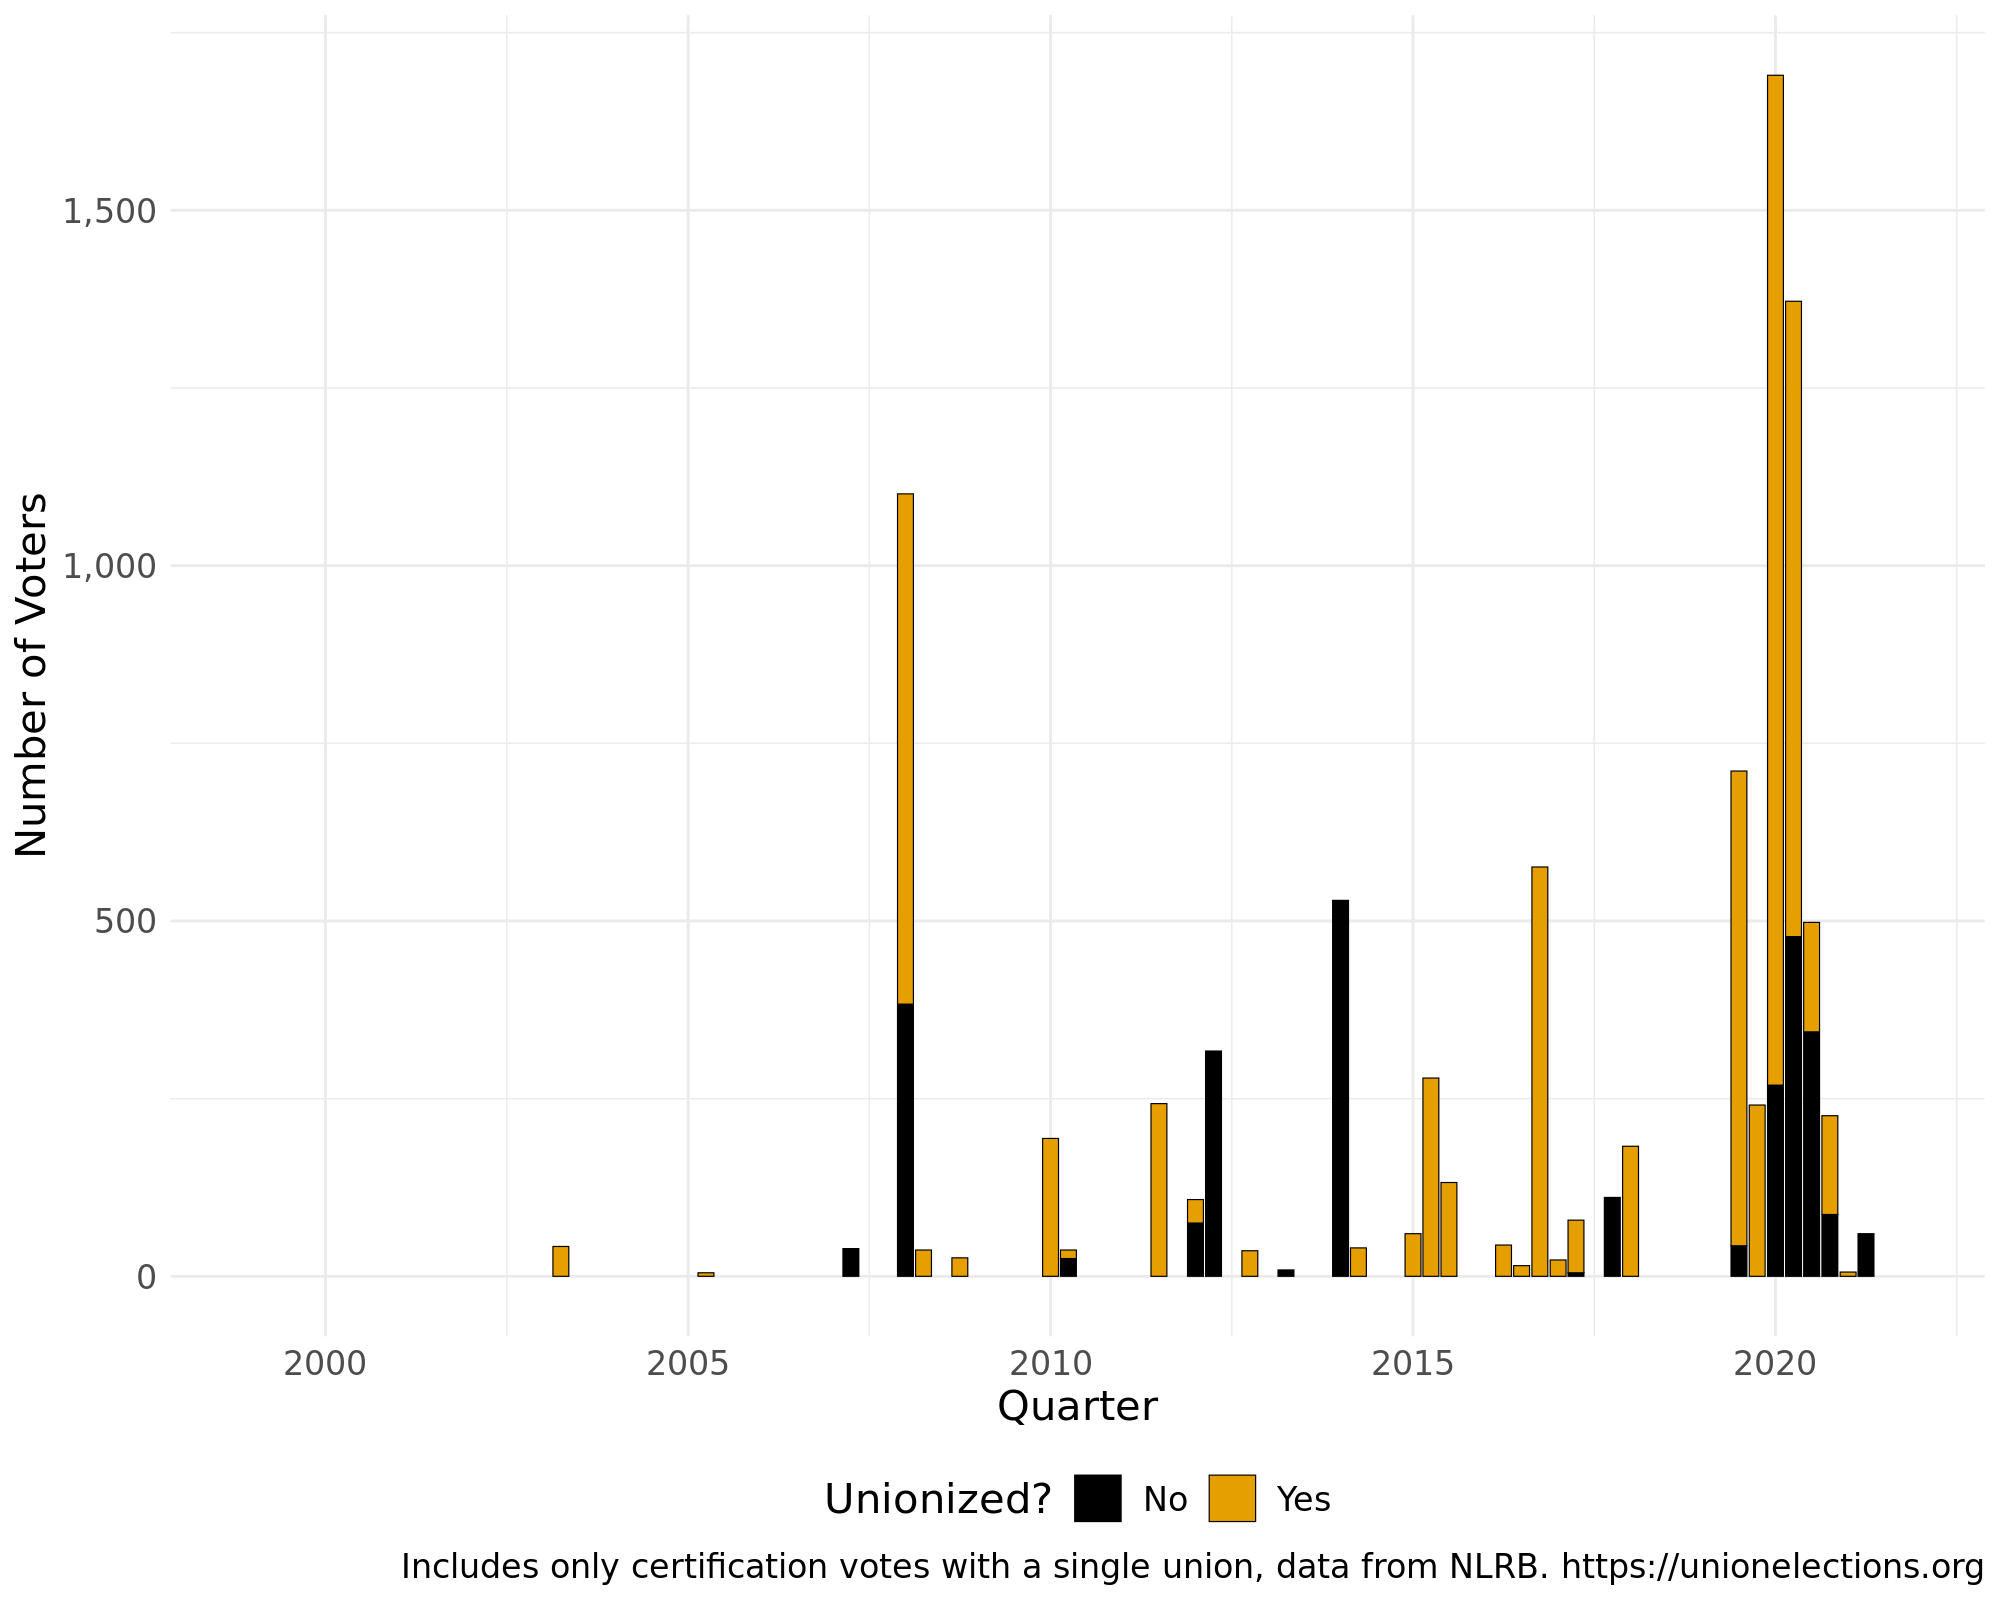 1,500
1,000
500
0
Number of Voters
2000 2005 2010 2015 2020
Quarter
Unionized? No Yes
Includes only certification votes with a single union, data from NLRB. https://unionelections.org